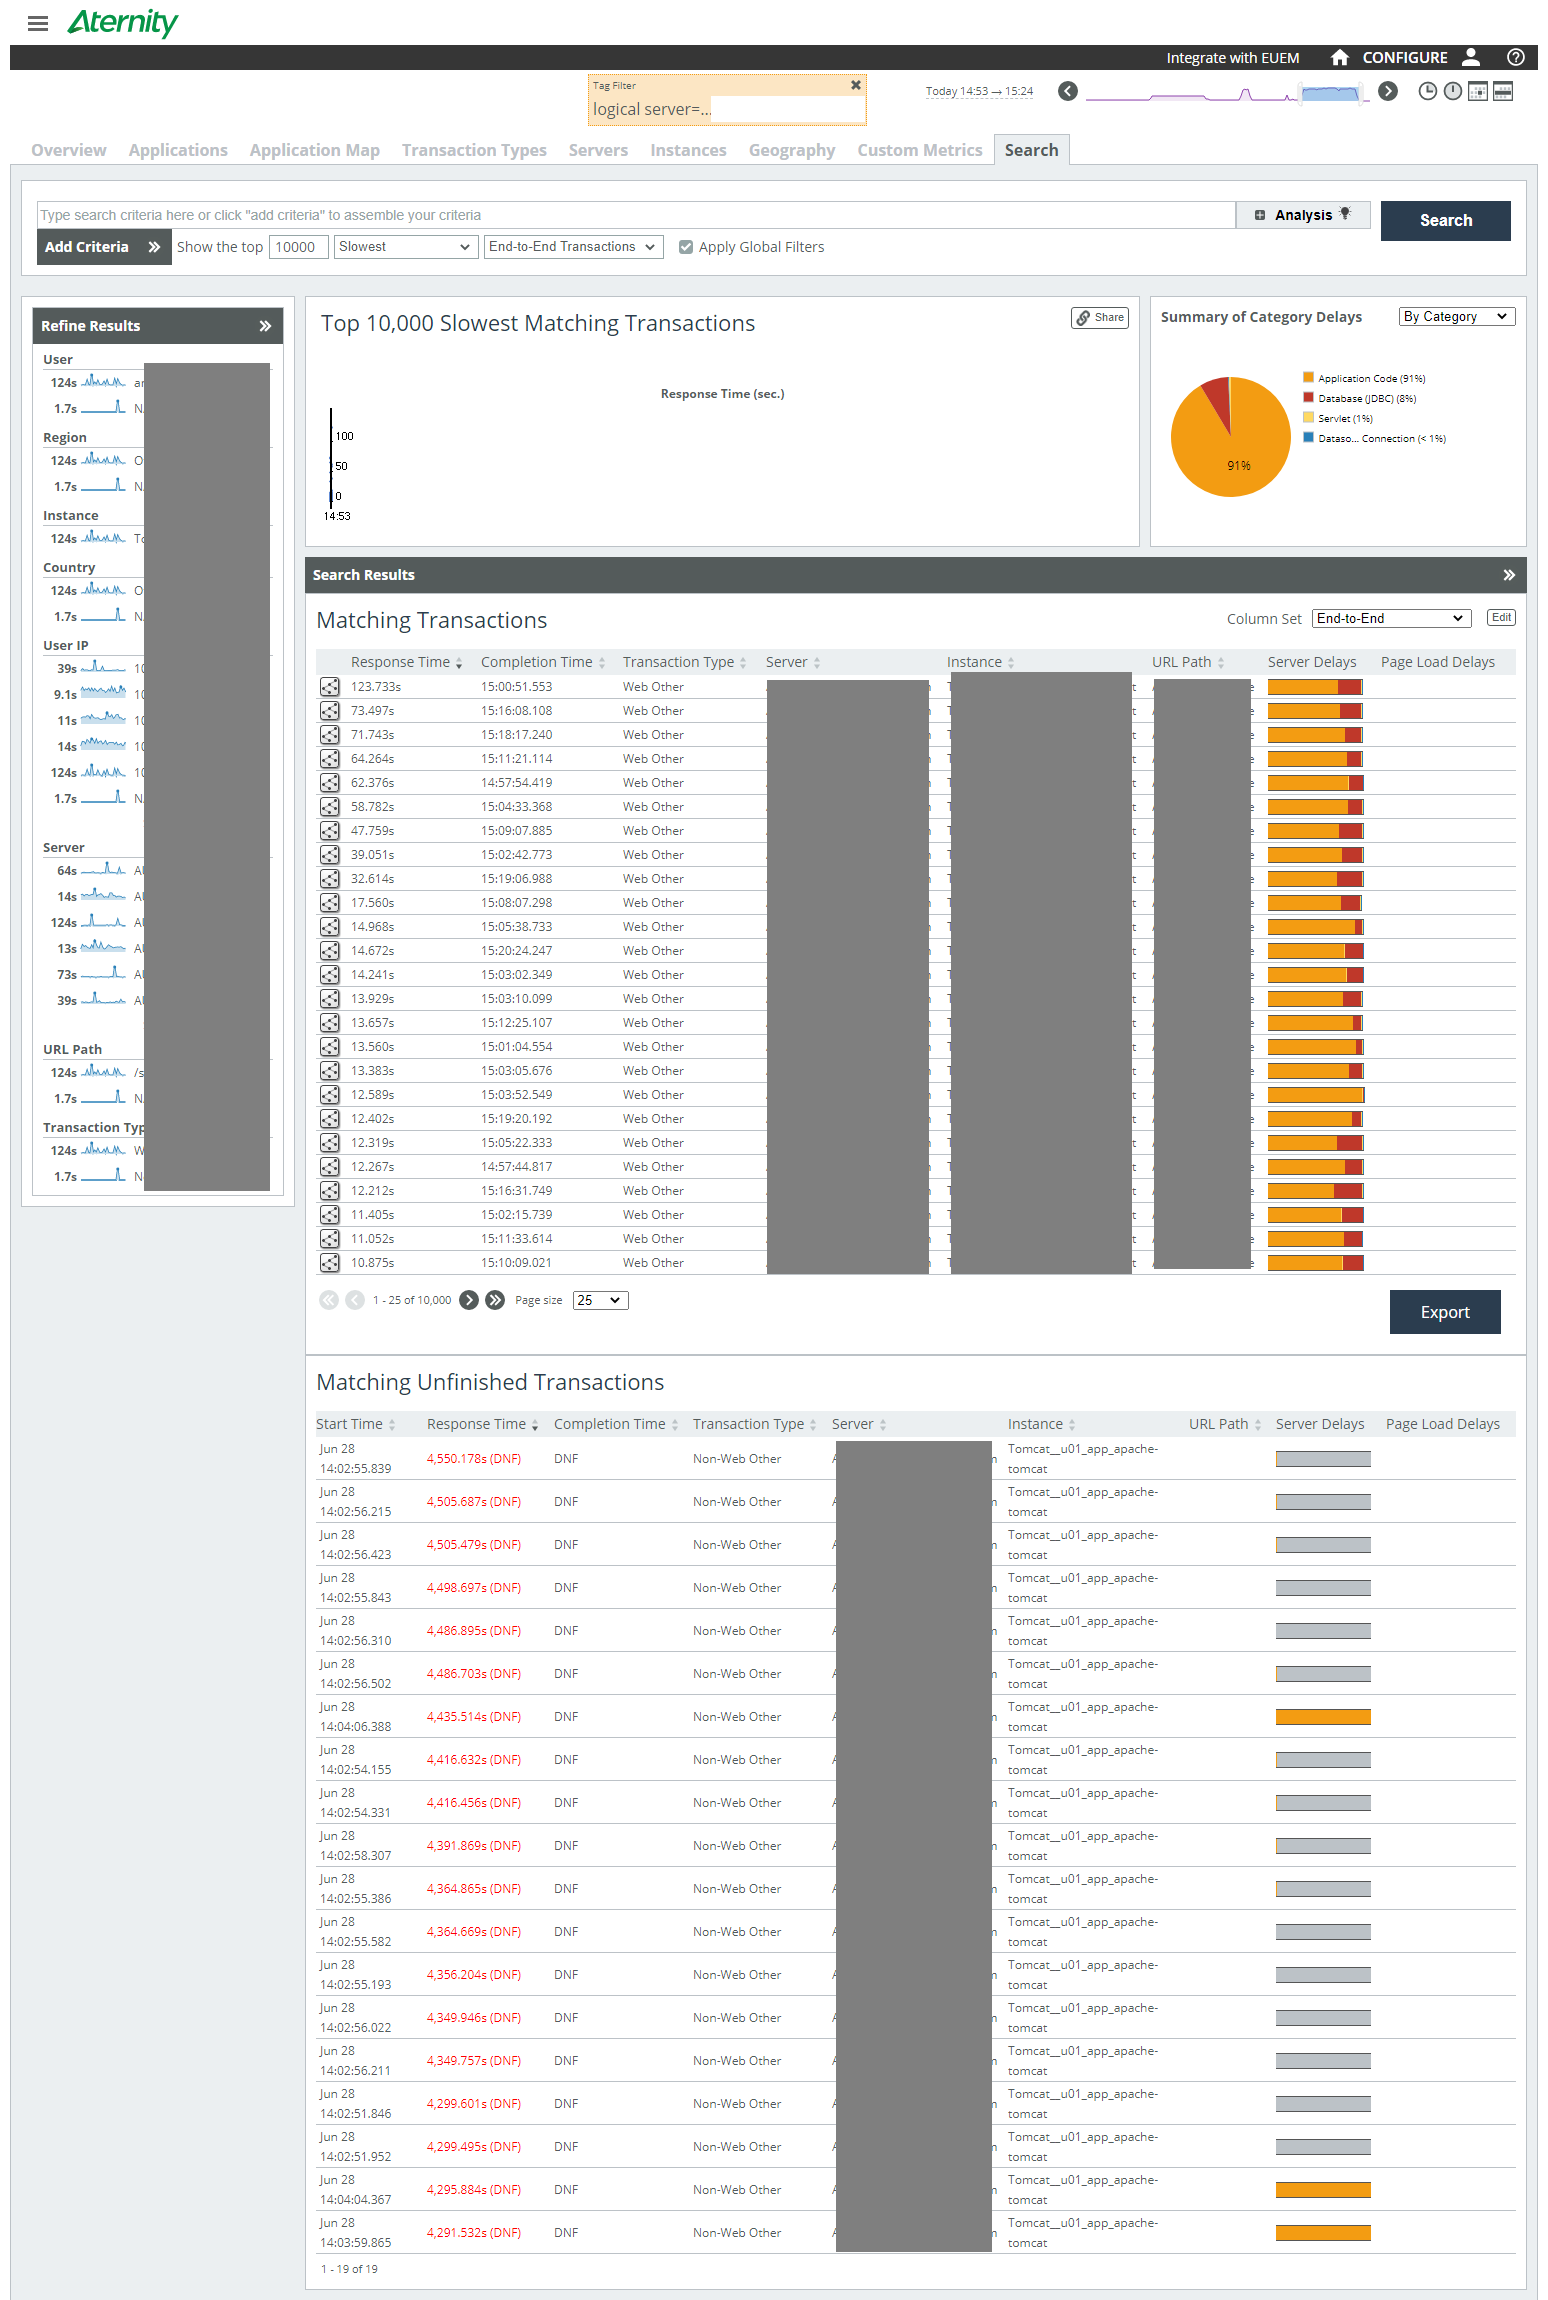 Aternity
Integrate with EUEM CONFIGURE
Tag Filter
logical server=...
Today 14:53 → 15:24
Overview Applications Application Map Transaction Types Servers Instances Geography Custom Metrics Search
Type search criteria here or click "add criteria" to assemble your criteria
Analysis
Search
Add Criteria
Show the top 10000 Slowest End-to-End Transactions Apply Global Filters
Refine Results
User
124s
1.7s
Region
124s
1.7s
Instance
124s
Country
124s
1.7s
User IP
39s
9.1s
11s
14s
124s
1.7s
Server
64s
14s
124s
13s
73s
39s
URL Path
124s
1.7s
Transaction Typ
124s
1.7s
Top 10,000 Slowest Matching Transactions
Share
Response Time (sec.)
100
50
0
14:53
Summary of Category Delays By Category
Application Code (91%)
Database (JDBC) (8%)
Servlet (1%)
Dataso... Connection (< 1%)
91%
Search Results
Matching Transactions
Column Set End-to-End Edit
Response Time Completion Time Transaction Type Server Instance URL Path Server Delays Page Load Delays
123.733s 15:00:51.553 Web Other
73.497s 15:16:08.108 Web Other
71.743s 15:18:17.240 Web Other
64.264s 15:11:21.114 Web Other
62.376s 14:57:54.419 Web Other
58.782s 15:04:33.368 Web Other
47.759s 15:09:07.885 Web Other
39.051s 15:02:42.773 Web Other
32.614s 15:19:06.988 Web Other
17.560s 15:08:07.298 Web Other
14.968s 15:05:38.733 Web Other
14.672s 15:20:24.247 Web Other
14.241s 15:03:02.349 Web Other
13.929s 15:03:10.099 Web Other
13.657s 15:12:25.107 Web Other
13.560s 15:01:04.554 Web Other
13.383s 15:03:05.676 Web Other
12.589s 15:03:52.549 Web Other
12.402s 15:19:20.192 Web Other
12.319s 15:05:22.333 Web Other
12.267s 14:57:44.817 Web Other
12.212s 15:16:31.749 Web Other
11.405s 15:02:15.739 Web Other
11.052s 15:11:33.614 Web Other
10.875s 15:10:09.021 Web Other
1 - 25 of 10,000 Page size 25
Export
Matching Unfinished Transactions
Start Time Response Time Completion Time Transaction Type Server Instance URL Path Server Delays Page Load Delays
Jun 28 14:02:55.839 4,550.178s (DNF) DNF Non-Web Other Tomcat__u01_app_apache-tomcat
Jun 28 14:02:56.215 4,505.687s (DNF) DNF Non-Web Other Tomcat__u01_app_apache-tomcat
Jun 28 14:02:56.423 4,505.479s (DNF) DNF Non-Web Other Tomcat__u01_app_apache-tomcat
Jun 28 14:02:55.843 4,498.697s (DNF) DNF Non-Web Other Tomcat__u01_app_apache-tomcat
Jun 28 14:02:56.310 4,486.895s (DNF) DNF Non-Web Other Tomcat__u01_app_apache-tomcat
Jun 28 14:02:56.502 4,486.703s (DNF) DNF Non-Web Other Tomcat__u01_app_apache-tomcat
Jun 28 14:04:06.388 4,435.514s (DNF) DNF Non-Web Other Tomcat__u01_app_apache-tomcat
Jun 28 14:02:54.155 4,416.632s (DNF) DNF Non-Web Other Tomcat__u01_app_apache-tomcat
Jun 28 14:02:54.331 4,416.456s (DNF) DNF Non-Web Other Tomcat__u01_app_apache-tomcat
Jun 28 14:02:58.307 4,391.869s (DNF) DNF Non-Web Other Tomcat__u01_app_apache-tomcat
Jun 28 14:02:55.386 4,364.865s (DNF) DNF Non-Web Other Tomcat__u01_app_apache-tomcat
Jun 28 14:02:55.582 4,364.669s (DNF) DNF Non-Web Other Tomcat__u01_app_apache-tomcat
Jun 28 14:02:55.193 4,356.204s (DNF) DNF Non-Web Other Tomcat__u01_app_apache-tomcat
Jun 28 14:02:56.022 4,349.946s (DNF) DNF Non-Web Other Tomcat__u01_app_apache-tomcat
Jun 28 14:02:56.211 4,349.757s (DNF) DNF Non-Web Other Tomcat__u01_app_apache-tomcat
Jun 28 14:02:51.846 4,299.601s (DNF) DNF Non-Web Other Tomcat__u01_app_apache-tomcat
Jun 28 14:02:51.952 4,299.495s (DNF) DNF Non-Web Other Tomcat__u01_app_apache-tomcat
Jun 28 14:04:04.367 4,295.884s (DNF) DNF Non-Web Other Tomcat__u01_app_apache-tomcat
Jun 28 14:03:59.865 4,291.532s (DNF) DNF Non-Web Other Tomcat__u01_app_apache-tomcat
1 - 19 of 19